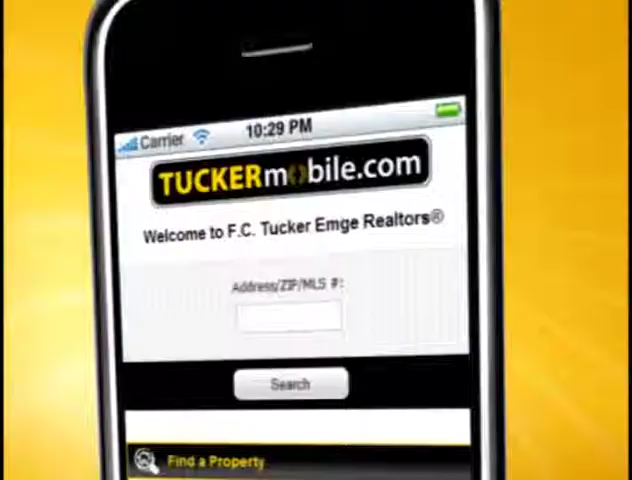 Carrier 10:29 PM
TUCKERmobile.com
Welcome to F.C. Tucker Emge Realtors®
Address/ZIP/MLS #:
Search
Find a Property